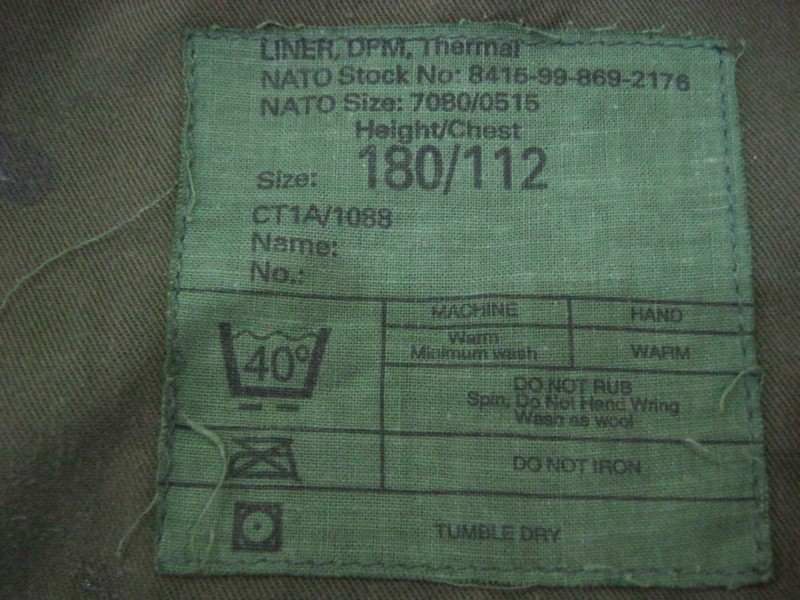 LINER, DPM, Thermal
NATO Stock No: 8415-99-869-2176
NATO Size: 7080/0515
Height/Chest
Size: 180/112
CT1A/1088
Name:
No.:
MACHINE HAND
Warm
Minimum wash WARM
40°
DO NOT RUB
Spin, Do Not Hand Wring
Wash as wool
DO NOT IRON
TUMBLE DRY